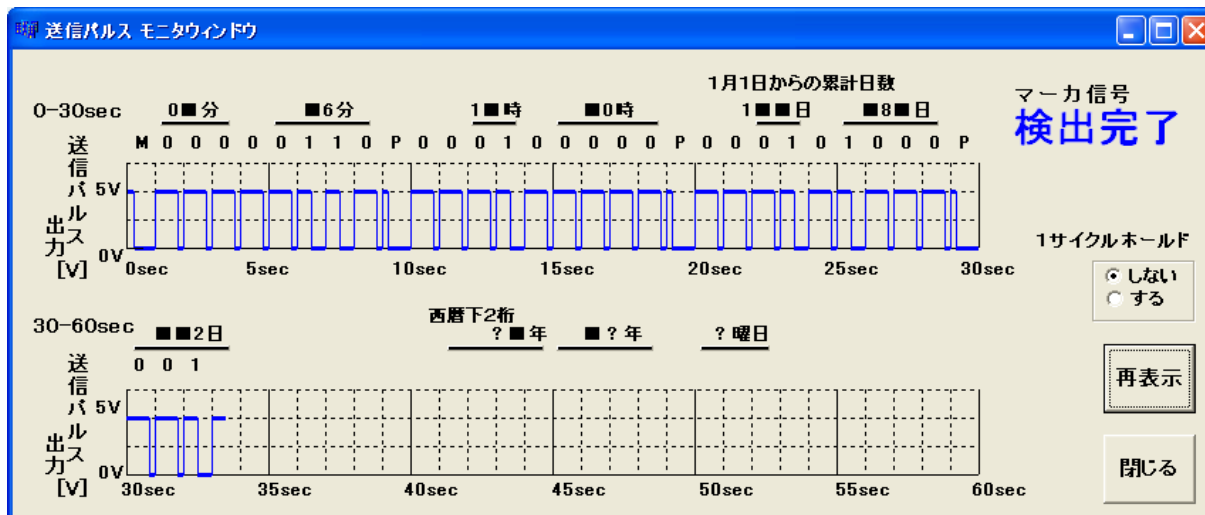 送信パルス モニタウィンドウ
1月1日からの累計日数
0-30sec 0■分 ■6分 1■時 ■0時 1■■日 ■8■日
マーカ信号
検出完了
M 0 0 0 0 0 1 1 0 P 0 0 0 1 0 0 0 0 0 P 0 0 0 1 0 1 0 0 0 P
送信パルス出力[V]
5V
0V
0sec 5sec 10sec 15sec 20sec 25sec 30sec
1サイクルホールド
しない
する
西暦下2桁
30-60sec ■■2日 ?■年 ■?年 ?曜日
0 0 1
送信パルス出力[V]
5V
0V
30sec 35sec 40sec 45sec 50sec 55sec 60sec
再表示
閉じる